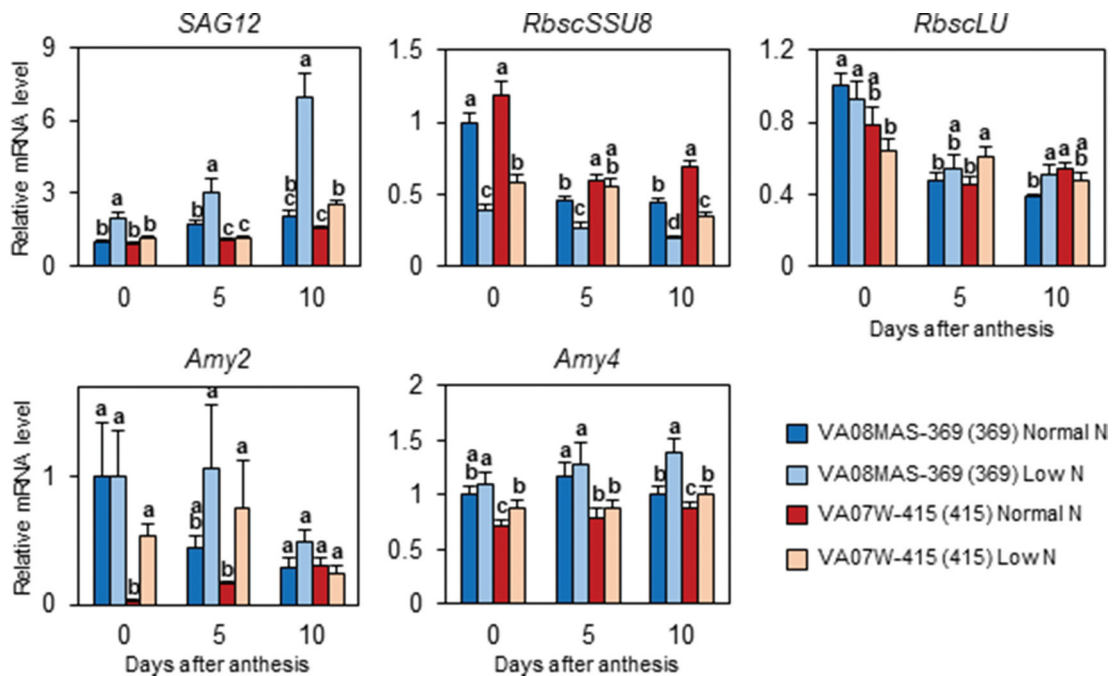 SAG12
RbscSSU8
RbscLU
Relative mRNA level
9
6
3
0
b a b b
b a c c
b c a c b
0 5 10
1.5
1
0.5
0
a c a b
b c a a b
b d a c
0 5 10
1.2
0.8
0.4
0
a a a b b
b a b b a
b a a a b
0 5 10
Days after anthesis
Amy2
Amy4
Relative mRNA level
1
0
a a b a
a b a b a
a a a a
0 5 10
Days after anthesis
2
1.5
1
0.5
0
a b a c b
a a b b
b a c b
0 5 10
Days after anthesis
VA08MAS-369 (369) Normal N
VA08MAS-369 (369) Low N
VA07W-415 (415) Normal N
VA07W-415 (415) Low N